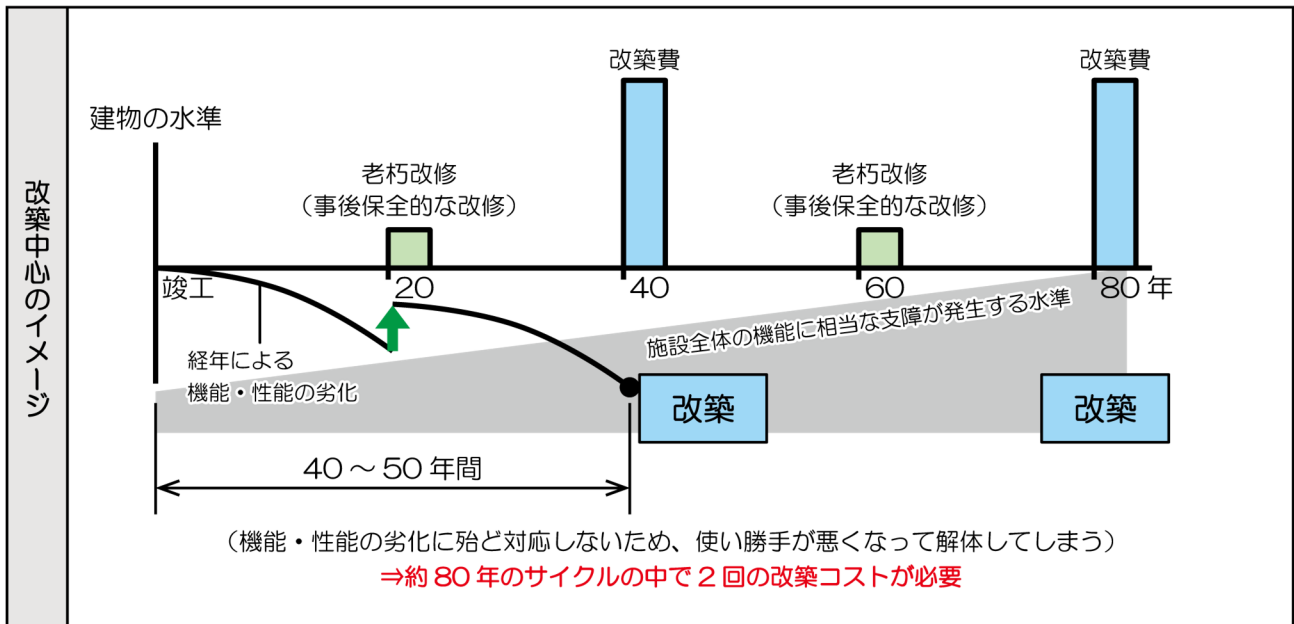 改築中心のイメージ
改築費
改築費
建物の水準
老朽改修
（事後保全的な改修）
老朽改修
（事後保全的な改修）
竣工
20
40
60
80 年
施設全体の機能に相当な支障が発生する水準
経年による
機能・性能の劣化
改築
改築
40 ～ 50 年間
（機能・性能の劣化に殆ど対応しないため、使い勝手が悪くなって解体してしまう）
⇒約 80 年のサイクルの中で 2 回の改築コストが必要